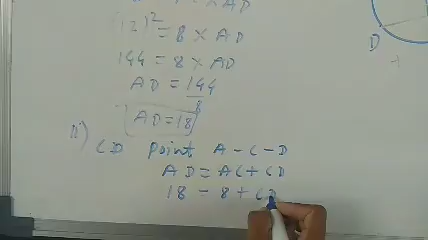 × AD
(12)² = 8 × AD
144 = 8 × AD
AD = 144
8
AD = 18
D
ii)
CD Point A - C - D
AD = AC + CD
18 = 8 + CD